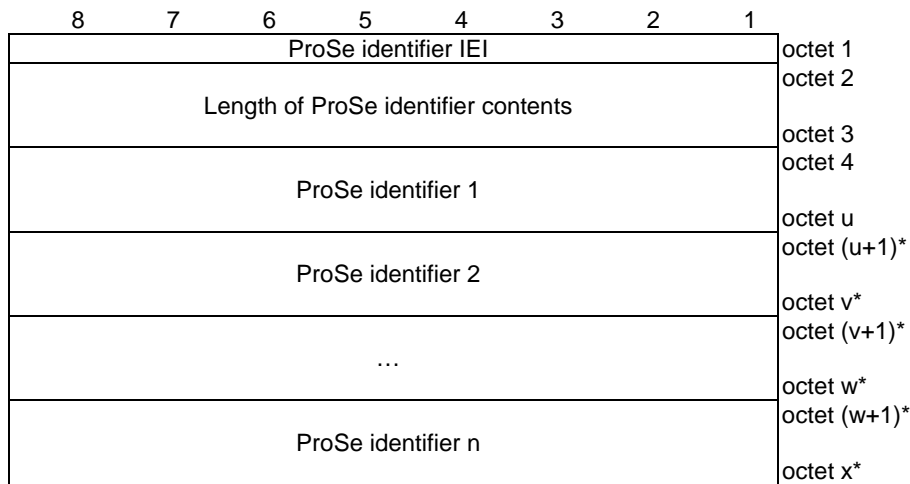 8 7 6 5 4 3 2 1
ProSe identifier IEI octet 1
octet 2
Length of ProSe identifier contents
octet 3
octet 4
ProSe identifier 1
octet u
octet (u+1)*
ProSe identifier 2
octet v*
octet (v+1)*
…
octet w*
octet (w+1)*
ProSe identifier n
octet x*